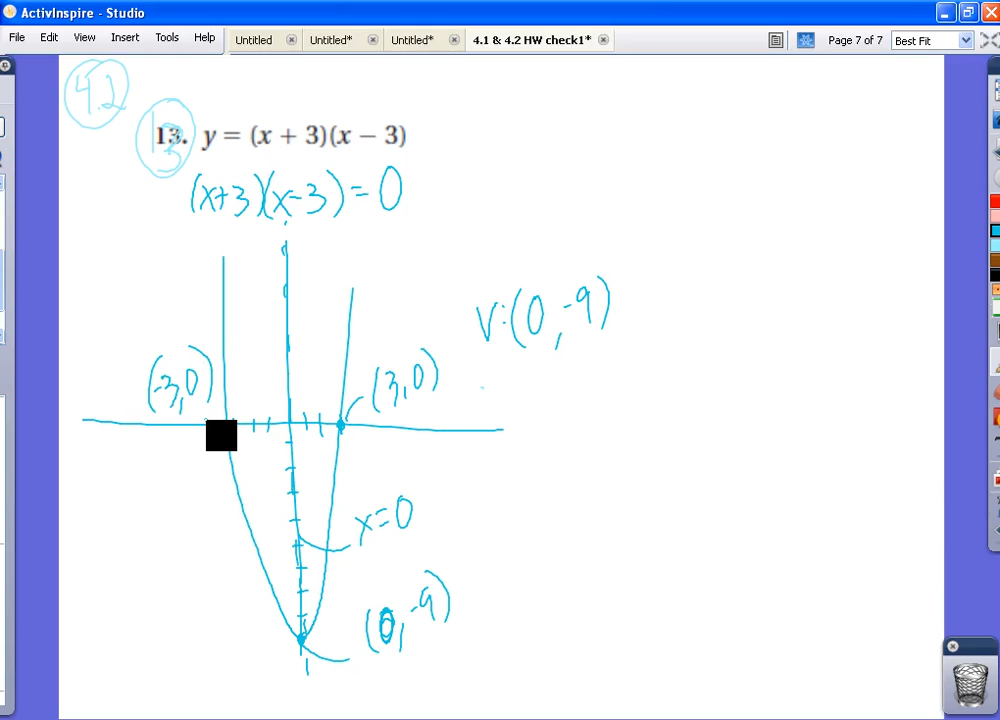 ActivInspire - Studio
File Edit View Insert Tools Help Untitled Untitled* Untitled* 4.1 & 4.2 HW check1* Page 7 of 7 Best Fit
4.2
13
13. y = (x + 3)(x − 3)
(x+3)(x-3) = 0
V:(0, -9)
(-3,0)
(3,0)
x=0
(0, -9)